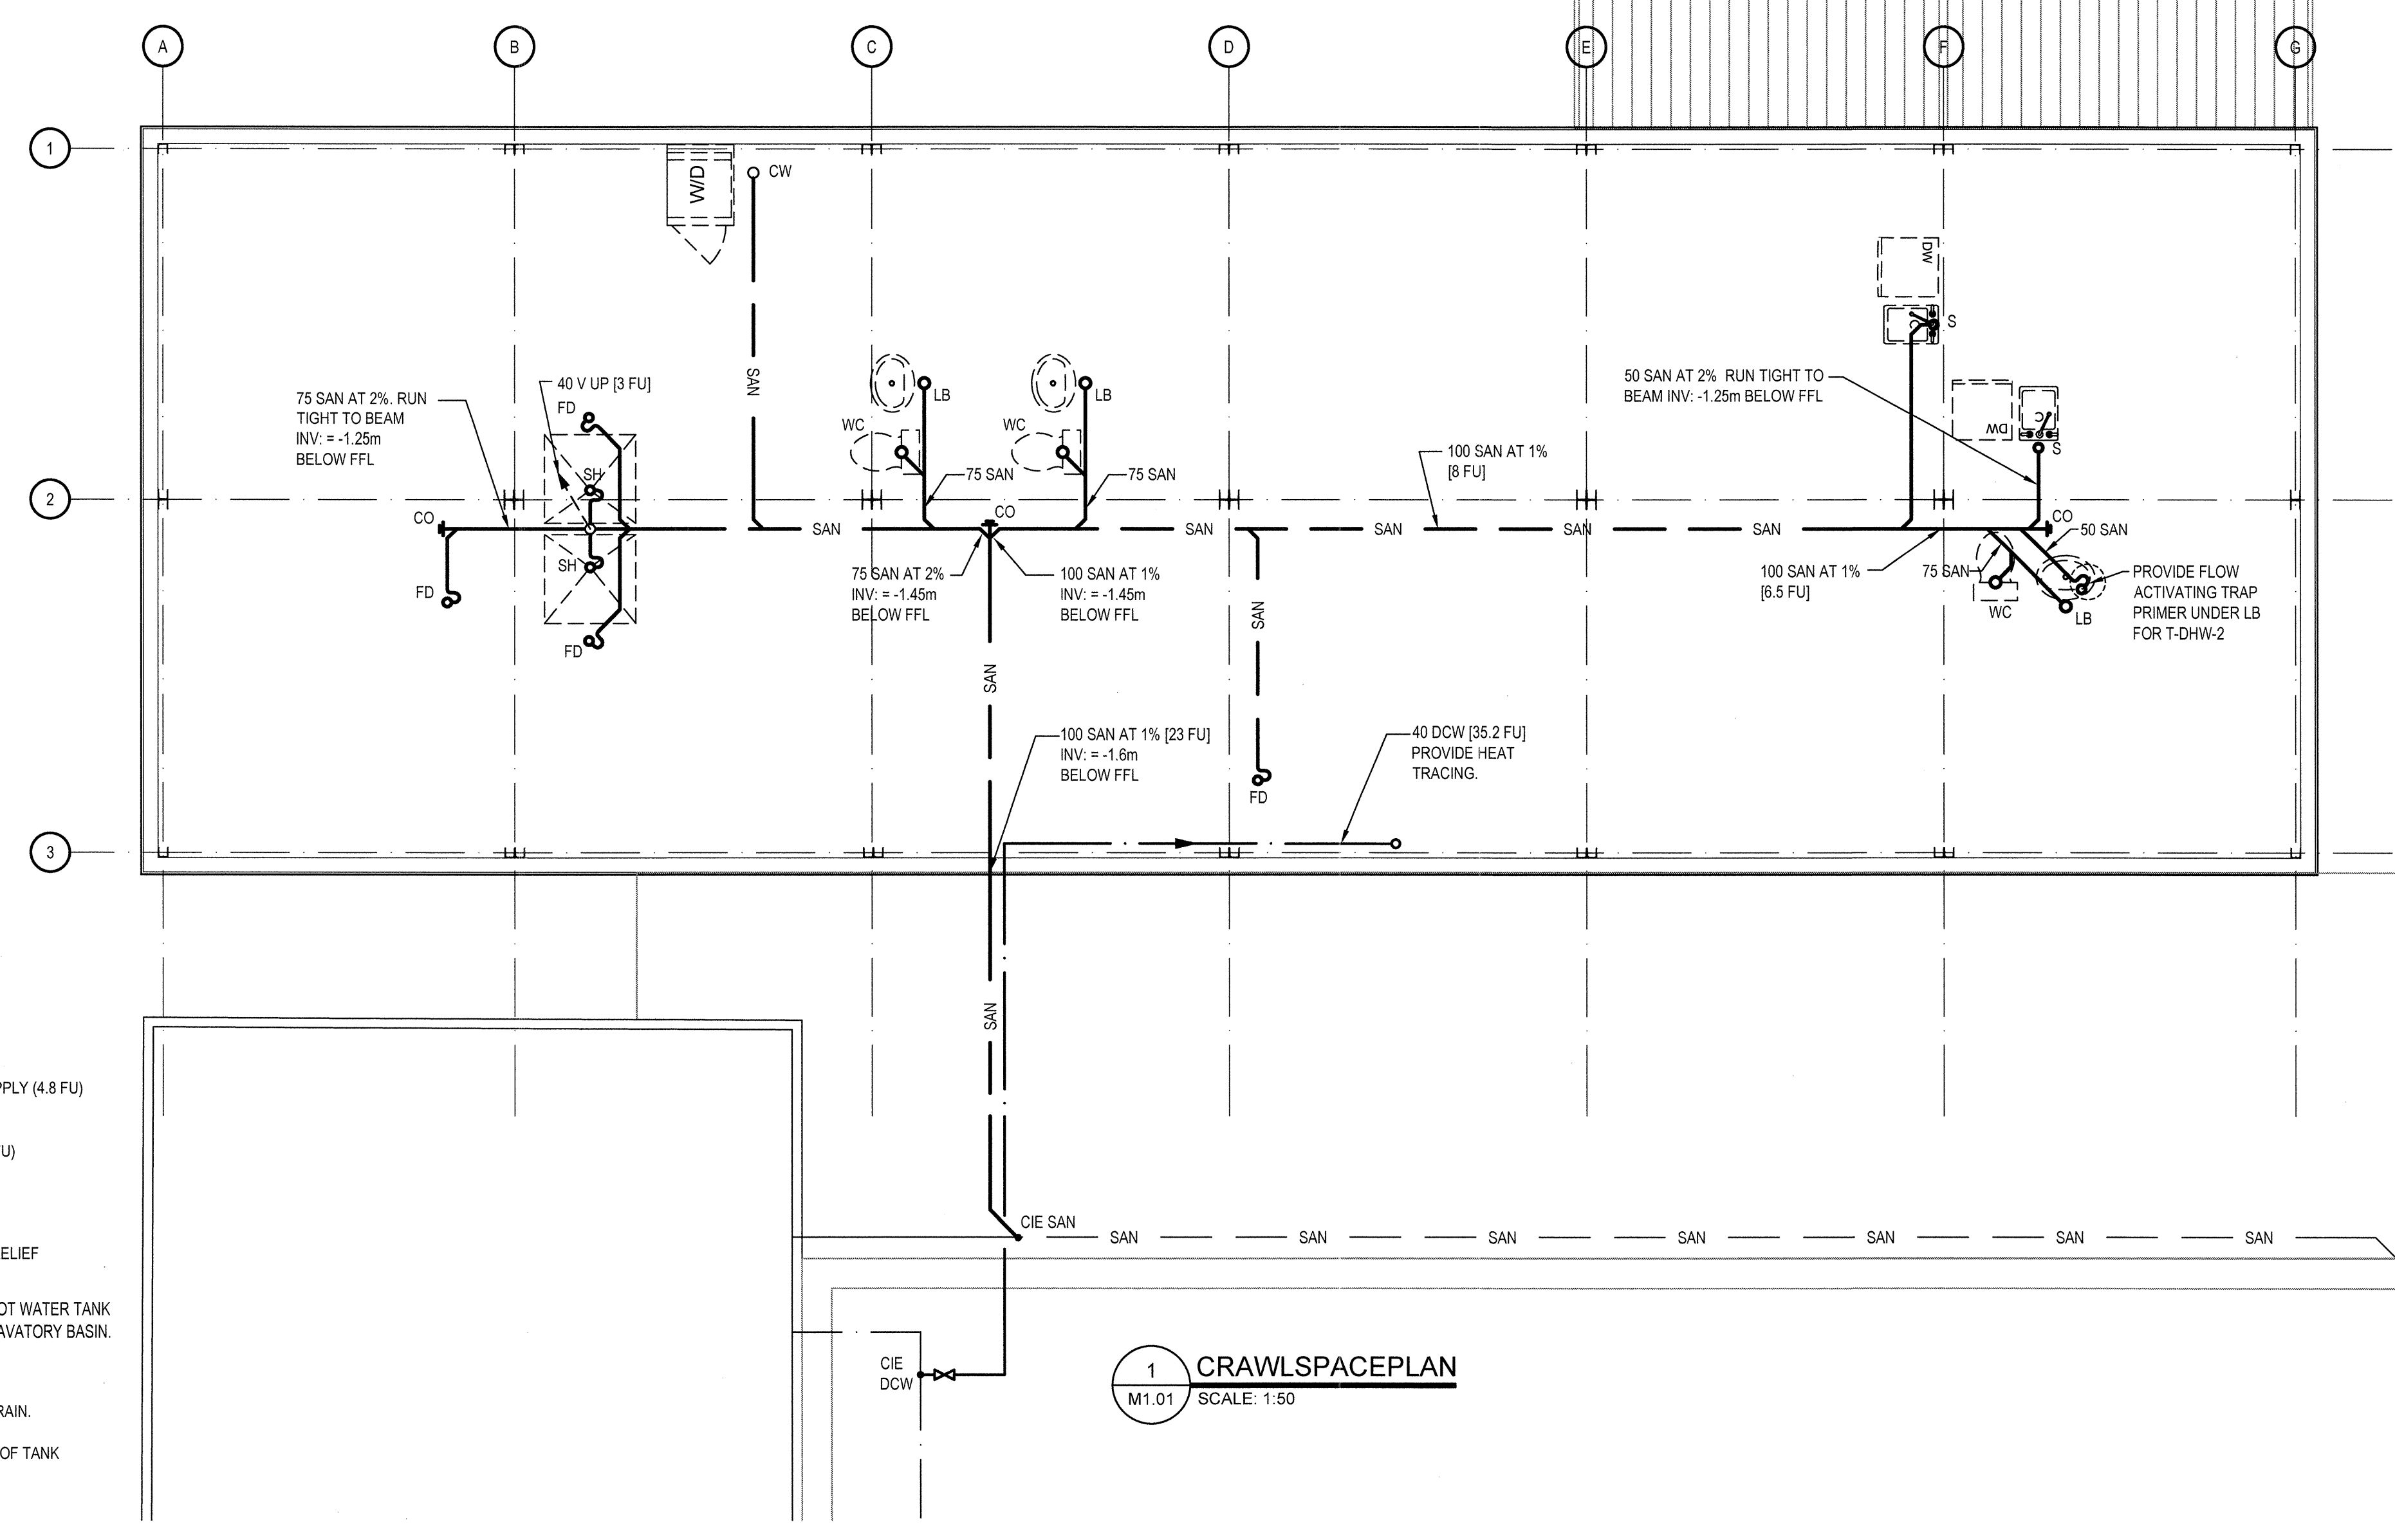 A
B
C
D
E
F
G
1
W/D
CW
DW
S
SAN
40 V UP [3 FU]
FD
75 SAN AT 2%. RUN
TIGHT TO BEAM
INV: = -1.25m
BELOW FFL
LB
LB
WC
WC
50 SAN AT 2% RUN TIGHT TO
BEAM INV: -1.25m BELOW FFL
DW
S
SH
75 SAN
75 SAN
100 SAN AT 1%
[8 FU]
2
CO
CO
CO
SAN
SAN
SAN
SAN
SAN
50 SAN
SH
FD
75 SAN AT 2%
INV: = -1.45m
BELOW FFL
100 SAN AT 1%
INV: = -1.45m
BELOW FFL
100 SAN AT 1%
[6.5 FU]
75 SAN
WC
LB
PROVIDE FLOW
ACTIVATING TRAP
PRIMER UNDER LB
FOR T-DHW-2
FD
SAN
SAN
100 SAN AT 1% [23 FU]
INV: = -1.6m
BELOW FFL
40 DCW [35.2 FU]
PROVIDE HEAT
TRACING.
FD
3
SAN
PPLY (4.8 FU)
FU)
CIE SAN
SAN
SAN
SAN
SAN
SAN
SAN
SAN
ELIEF
OT WATER TANK
AVATORY BASIN.
CIE
DCW
1
M1.01
CRAWLSPACEPLAN
SCALE: 1:50
RAIN.
OF TANK